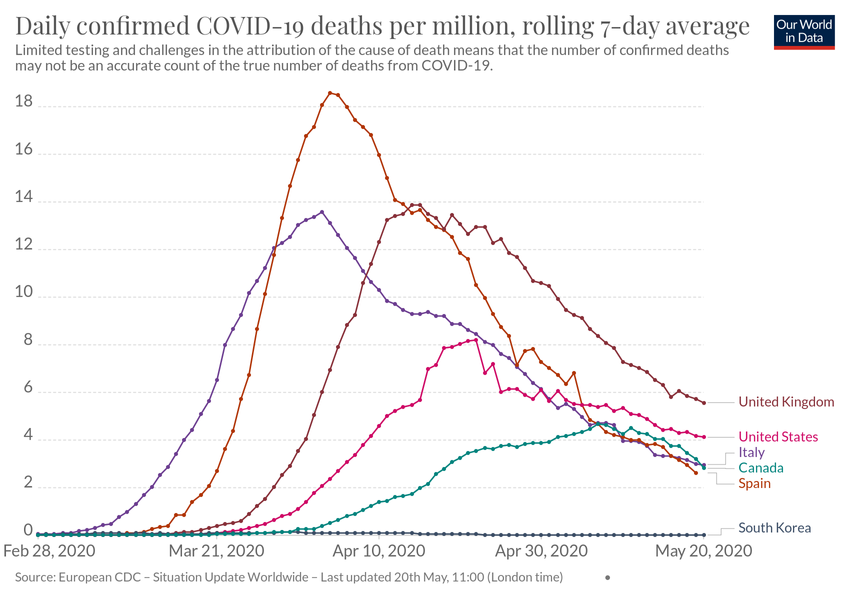 Daily confirmed COVID-19 deaths per million, rolling 7-day average
Our World
in Data
Limited testing and challenges in the attribution of the cause of death means that the number of confirmed deaths
may not be an accurate count of the true number of deaths from COVID-19.
18
16
14
12
10
8
6
4
2
0
United Kingdom
United States
Italy
Canada
Spain
South Korea
Feb 28, 2020
Mar 21, 2020
Apr 10, 2020
Apr 30, 2020
May 20, 2020
Source: European CDC – Situation Update Worldwide – Last updated 20th May, 11:00 (London time)